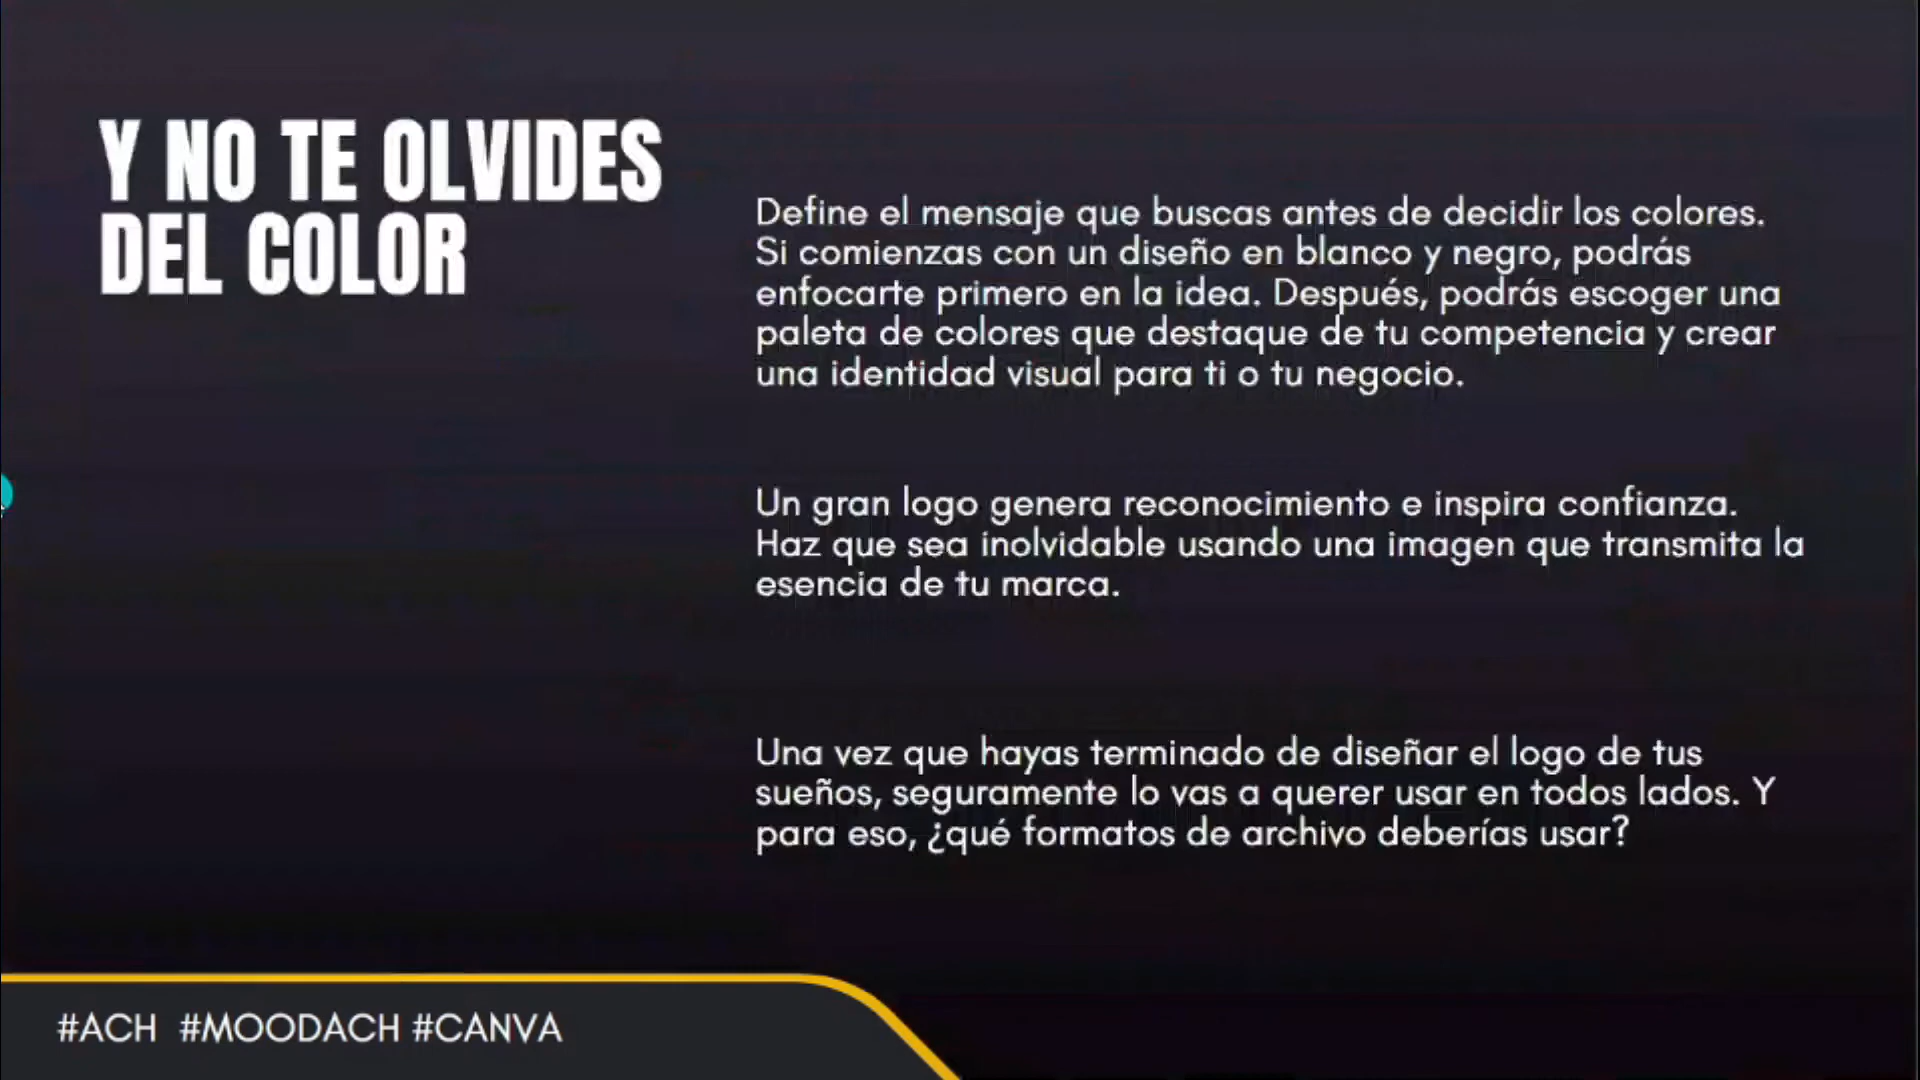 Y NO TE OLVIDES
DEL COLOR
Define el mensaje que buscas antes de decidir los colores.
Si comienzas con un diseño en blanco y negro, podrás
enfocarte primero en la idea. Después, podrás escoger una
paleta de colores que destaque de tu competencia y crear
una identidad visual para ti o tu negocio.
Un gran logo genera reconocimiento e inspira confianza.
Haz que sea inolvidable usando una imagen que transmita la
esencia de tu marca.
Una vez que hayas terminado de diseñar el logo de tus
sueños, seguramente lo vas a querer usar en todos lados. Y
para eso, ¿qué formatos de archivo deberías usar?
#ACH #MOODACH #CANVA